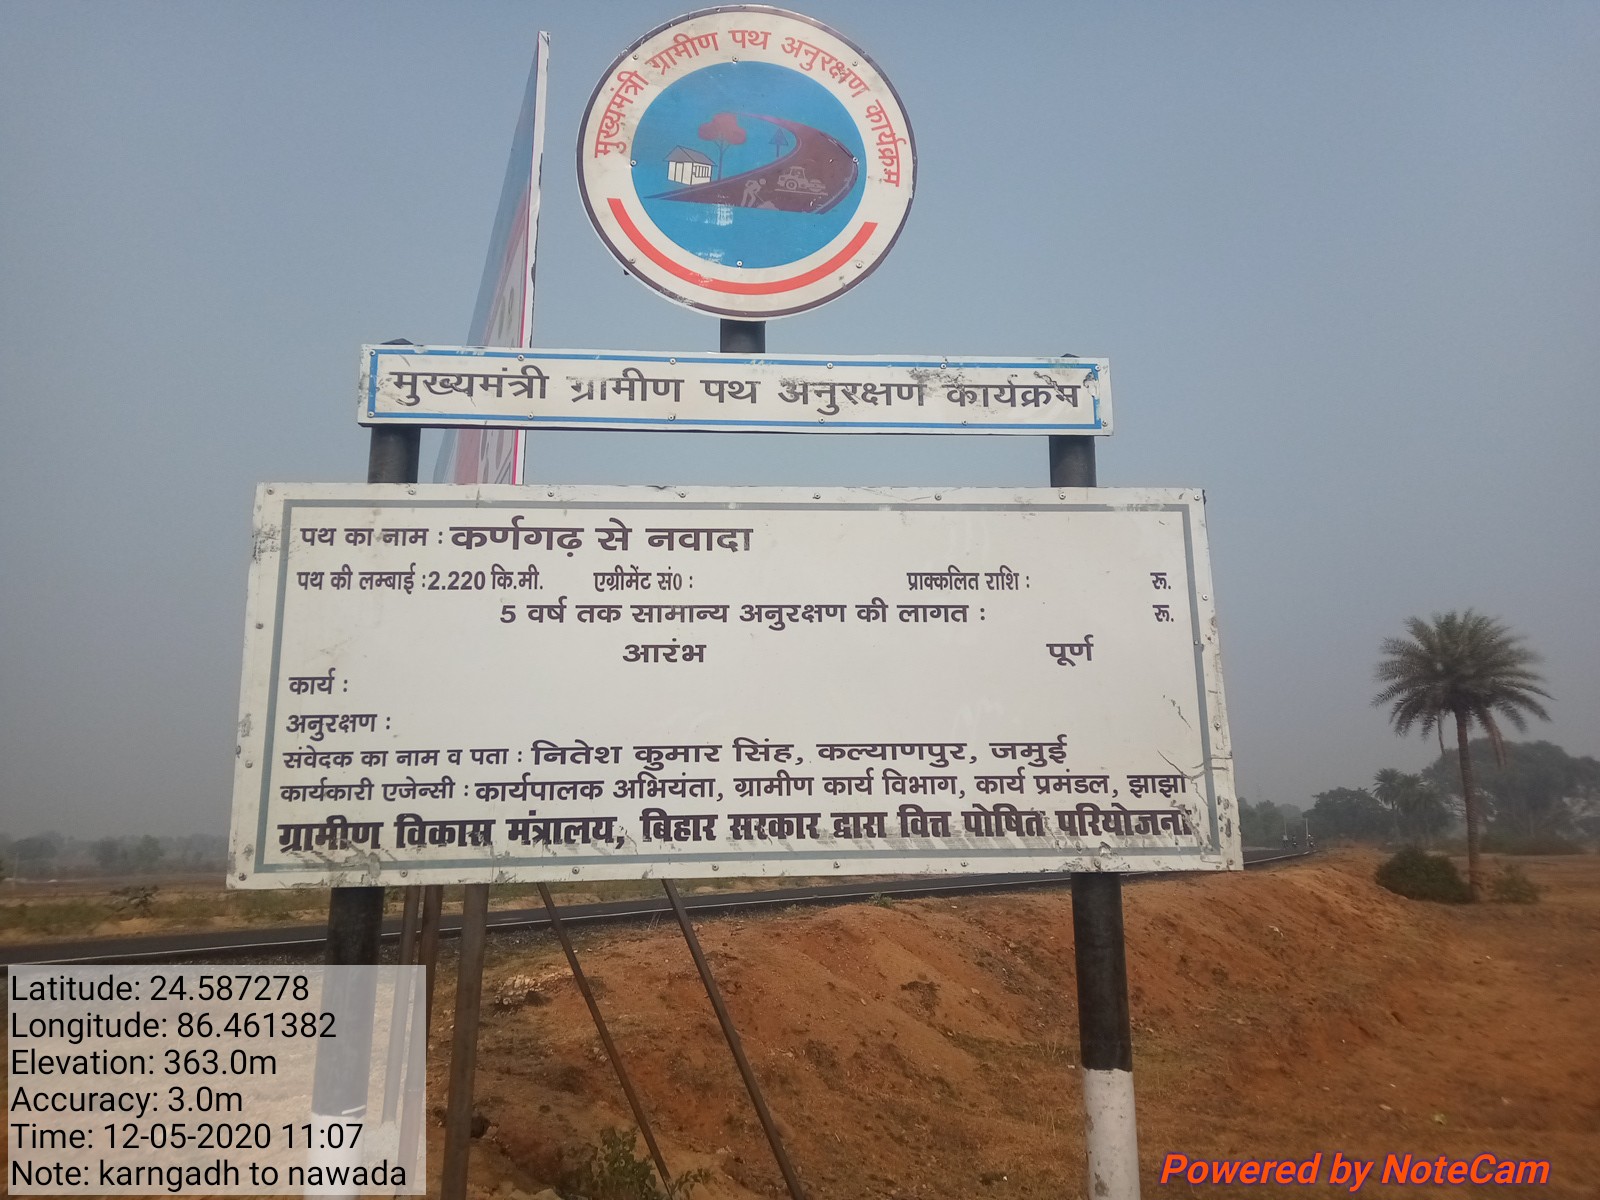 मुख्यमंत्री ग्रामीण पथ अनुरक्षण कार्यक्रम
मुख्यमंत्री ग्रामीण पथ अनुरक्षण कार्यक्रम
पथ का नाम : कर्णगढ़ से नवादा
पथ की लम्बाई :2.220 कि.मी. एग्रीमेंट सं0 : प्राक्कलित राशि : रू.
5 वर्ष तक सामान्य अनुरक्षण की लागत : रू.
आरंभ पूर्ण
कार्य :
अनुरक्षण :
संवेदक का नाम व पता : नितेश कुमार सिंह, कल्याणपुर, जमुई
कार्यकारी एजेन्सी : कार्यपालक अभियंता, ग्रामीण कार्य विभाग, कार्य प्रमंडल, झाझा
ग्रामीण विकास मंत्रालय, बिहार सरकार द्वारा वित्त पोषित परियोजना
Latitude: 24.587278
Longitude: 86.461382
Elevation: 363.0m
Accuracy: 3.0m
Time: 12-05-2020 11:07
Note: karngadh to nawada
Powered by NoteCam